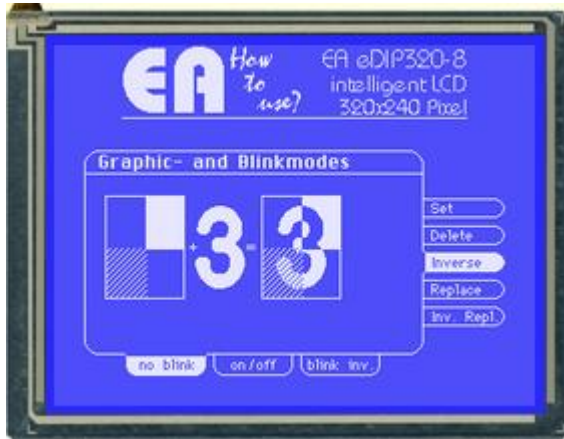 EA
How
to
use?
EA eDIP320-8
intelligent LCD
320x240 Pixel
Graphic- and Blinkmodes
+ 3 = 3
Set
Delete
Inverse
Replace
Inv. Repl.
no blink
on/off
blink inv.